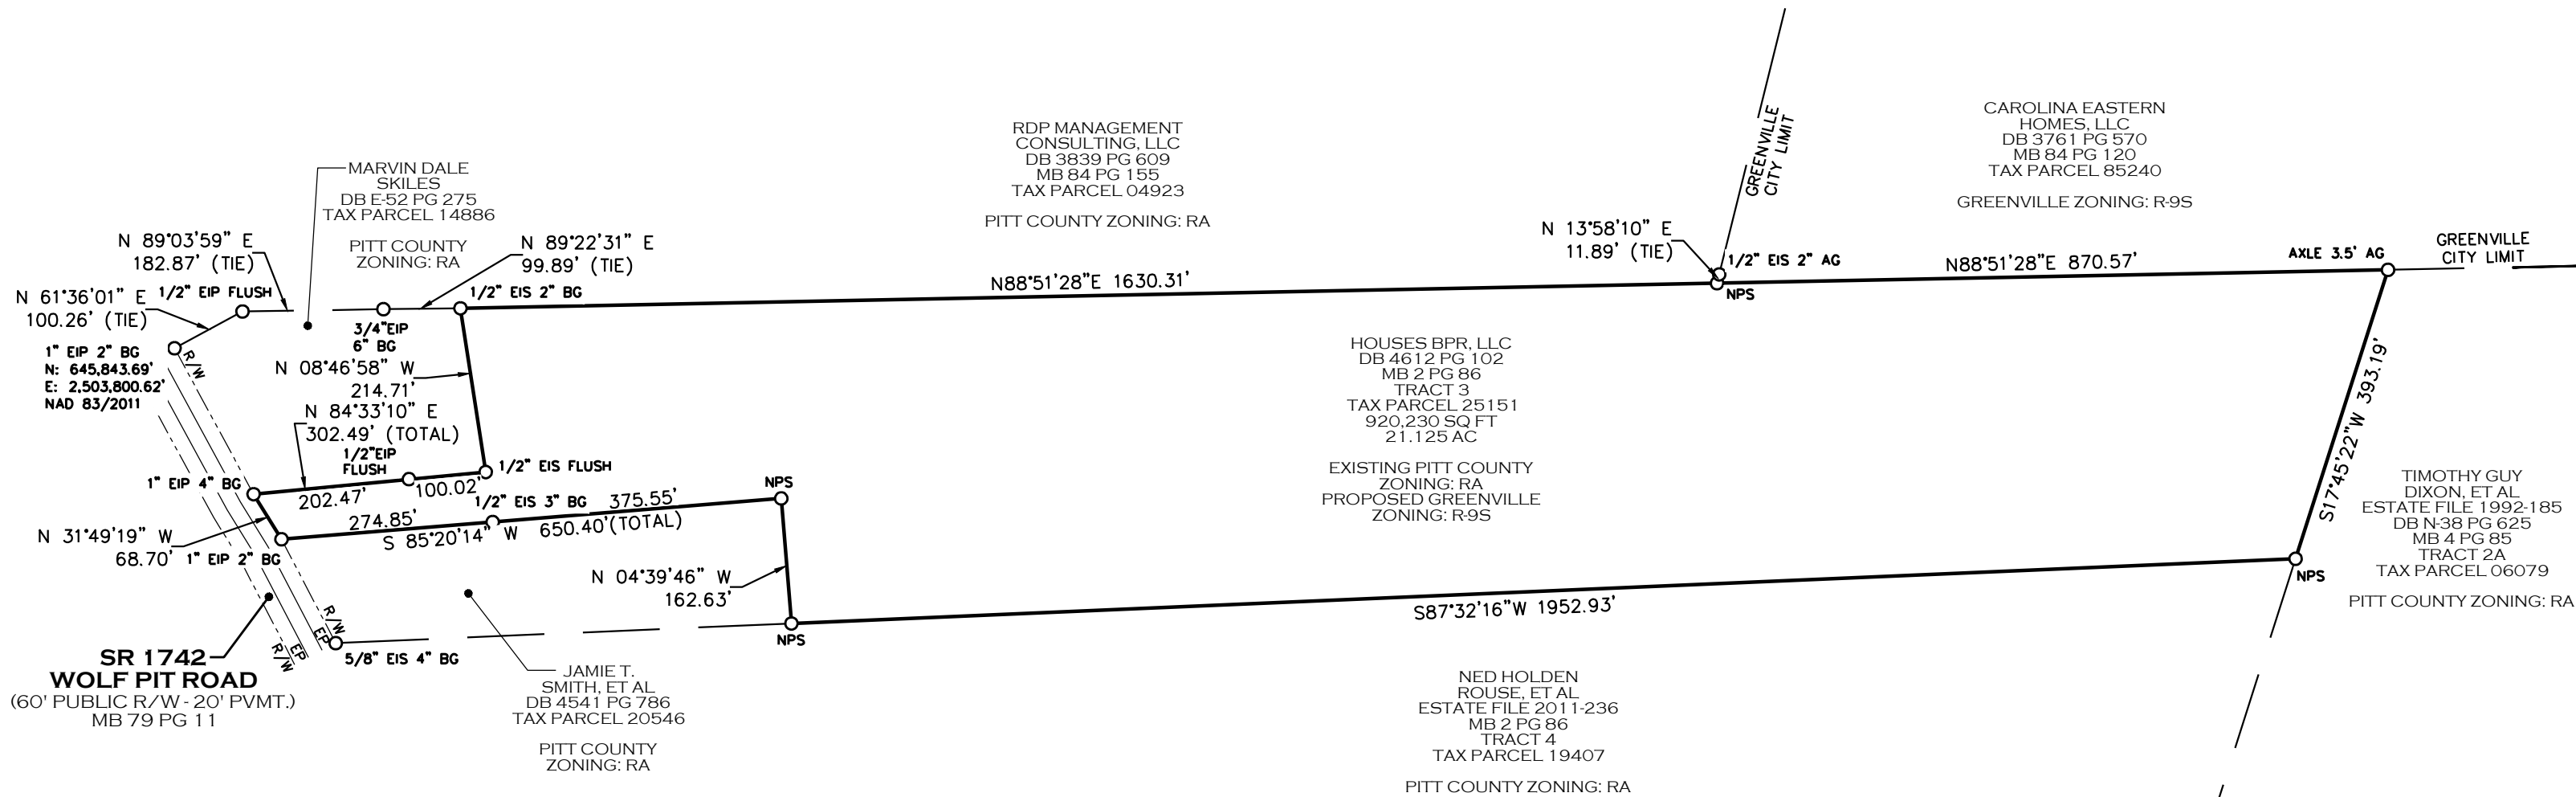 MARVIN DALE
SKILES
DB E-52 PG 275
TAX PARCEL 14886
PITT COUNTY
ZONING: RA
RDP MANAGEMENT
CONSULTING, LLC
DB 3839 PG 609
MB 84 PG 155
TAX PARCEL 04923
PITT COUNTY ZONING: RA
GREENVILLE
CITY LIMIT
CAROLINA EASTERN
HOMES, LLC
DB 3761 PG 570
MB 84 PG 120
TAX PARCEL 85240
GREENVILLE ZONING: R-9S
N 89°03'59" E
182.87' (TIE)
N 89°22'31" E
99.89' (TIE)
N 13°58'10" E
11.89' (TIE)
1/2" EIS 2" AG
AXLE 3.5' AG
GREENVILLE
CITY LIMIT
N 61°36'01" E
100.26' (TIE)
1/2" EIP FLUSH
1/2" EIS 2" BG
N88°51'28"E 1630.31'
N88°51'28"E 870.57'
NPS
3/4"EIP
6" BG
1" EIP 2" BG
N: 645,843.69'
E: 2,503,800.62'
NAD 83/2011
R/W
N 08°46'58" W
214.71'
N 84°33'10" E
302.49' (TOTAL)
1/2"EIP
FLUSH
1/2" EIS FLUSH
HOUSES BPR, LLC
DB 4612 PG 102
MB 2 PG 86
TRACT 3
TAX PARCEL 25151
920,230 SQ FT
21.125 AC
EXISTING PITT COUNTY
ZONING: RA
PROPOSED GREENVILLE
ZONING: R-9S
S17°45'22"W 393.19'
1" EIP 4" BG
202.47'
100.02'
1/2" EIS 3" BG
375.55'
NPS
274.85'
S 85°20'14" W 650.40'(TOTAL)
N 31°49'19" W
68.70'
1" EIP 2" BG
N 04°39'46" W
162.63'
NPS
S87°32'16"W 1952.93'
NPS
TIMOTHY GUY
DIXON, ET AL
ESTATE FILE 1992-185
DB N-38 PG 625
MB 4 PG 85
TRACT 2A
TAX PARCEL 06079
PITT COUNTY ZONING: RA
R/W
EP
EP
R/W
5/8" EIS 4" BG
SR 1742
WOLF PIT ROAD
(60' PUBLIC R/W - 20' PVMT.)
MB 79 PG 11
JAMIE T.
SMITH, ET AL
DB 4541 PG 786
TAX PARCEL 20546
PITT COUNTY
ZONING: RA
NED HOLDEN
ROUSE, ET AL
ESTATE FILE 2011-236
MB 2 PG 86
TRACT 4
TAX PARCEL 19407
PITT COUNTY ZONING: RA